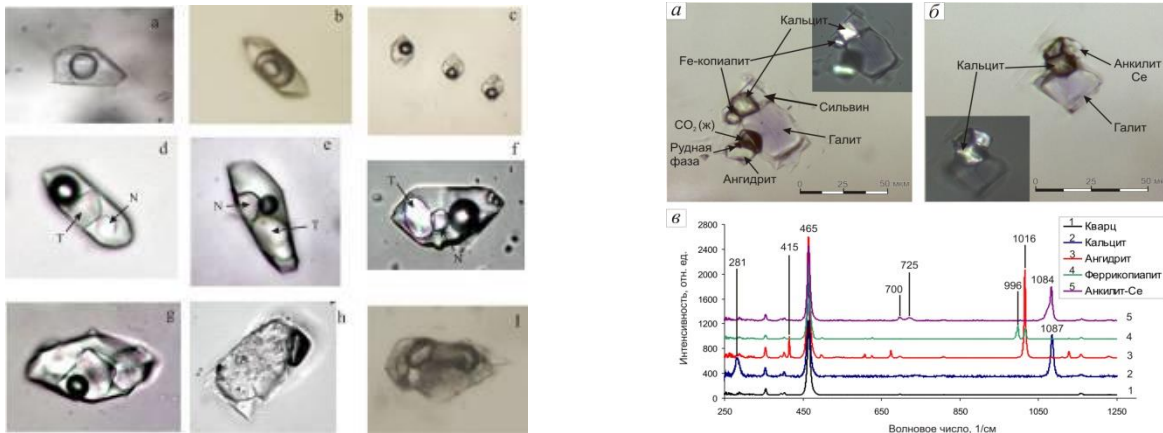 a
b
c
d
N
T
e
N
T
f
T
N
g
h
а
Кальцит
Fe-копиапит
Сильвин
CO₂(ж)
Галит
Рудная
фаза
Ангидрит
0 25 50 мкм
б
Кальцит
Анкилит
Ce
Галит
0 25 50 мкм
в
Интенсивность, отн. ед.
2800
2400
2000
1600
1200
800
400
0
281
415
465
700
725
996
1016
1084
1087
5
4
3
2
1
1 Кварц
2 Кальцит
3 Ангидрит
4 Феррикопиапит
5 Анкилит-Ce
250 450 650 850 1050 1250
Волновое число, 1/см